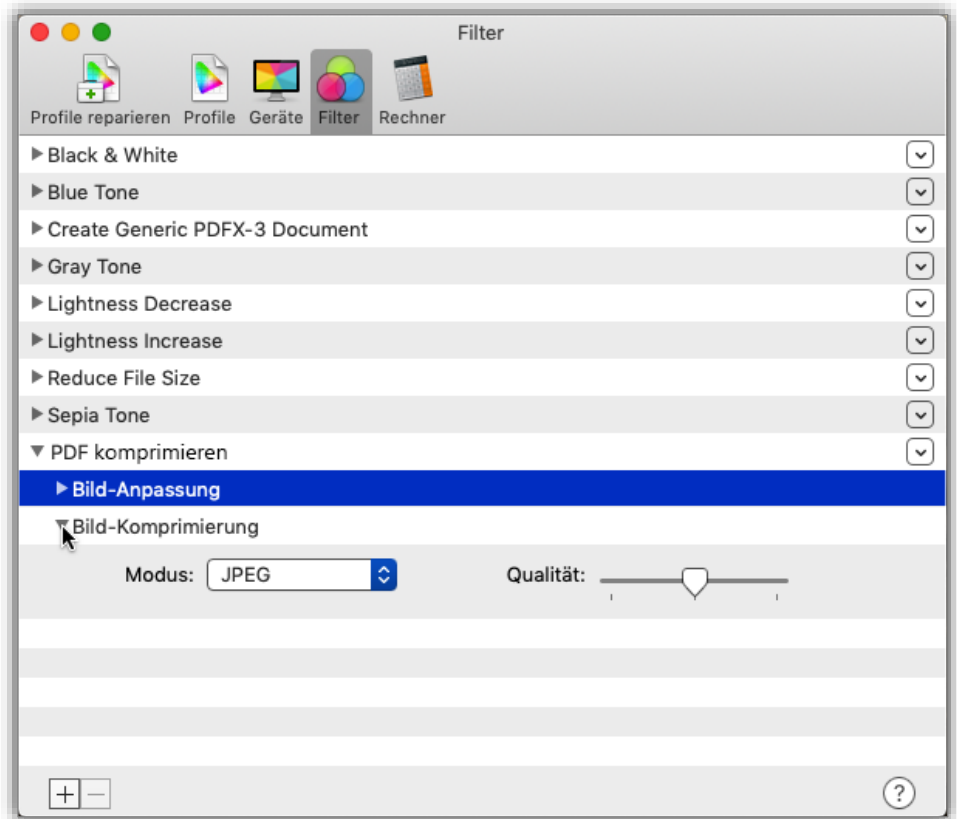 Filter
Profile reparieren Profile Geräte Filter Rechner
Black & White
Blue Tone
Create Generic PDFX-3 Document
Gray Tone
Lightness Decrease
Lightness Increase
Reduce File Size
Sepia Tone
PDF komprimieren
Bild-Anpassung
Bild-Komprimierung
Modus: JPEG Qualität:
+ − ?